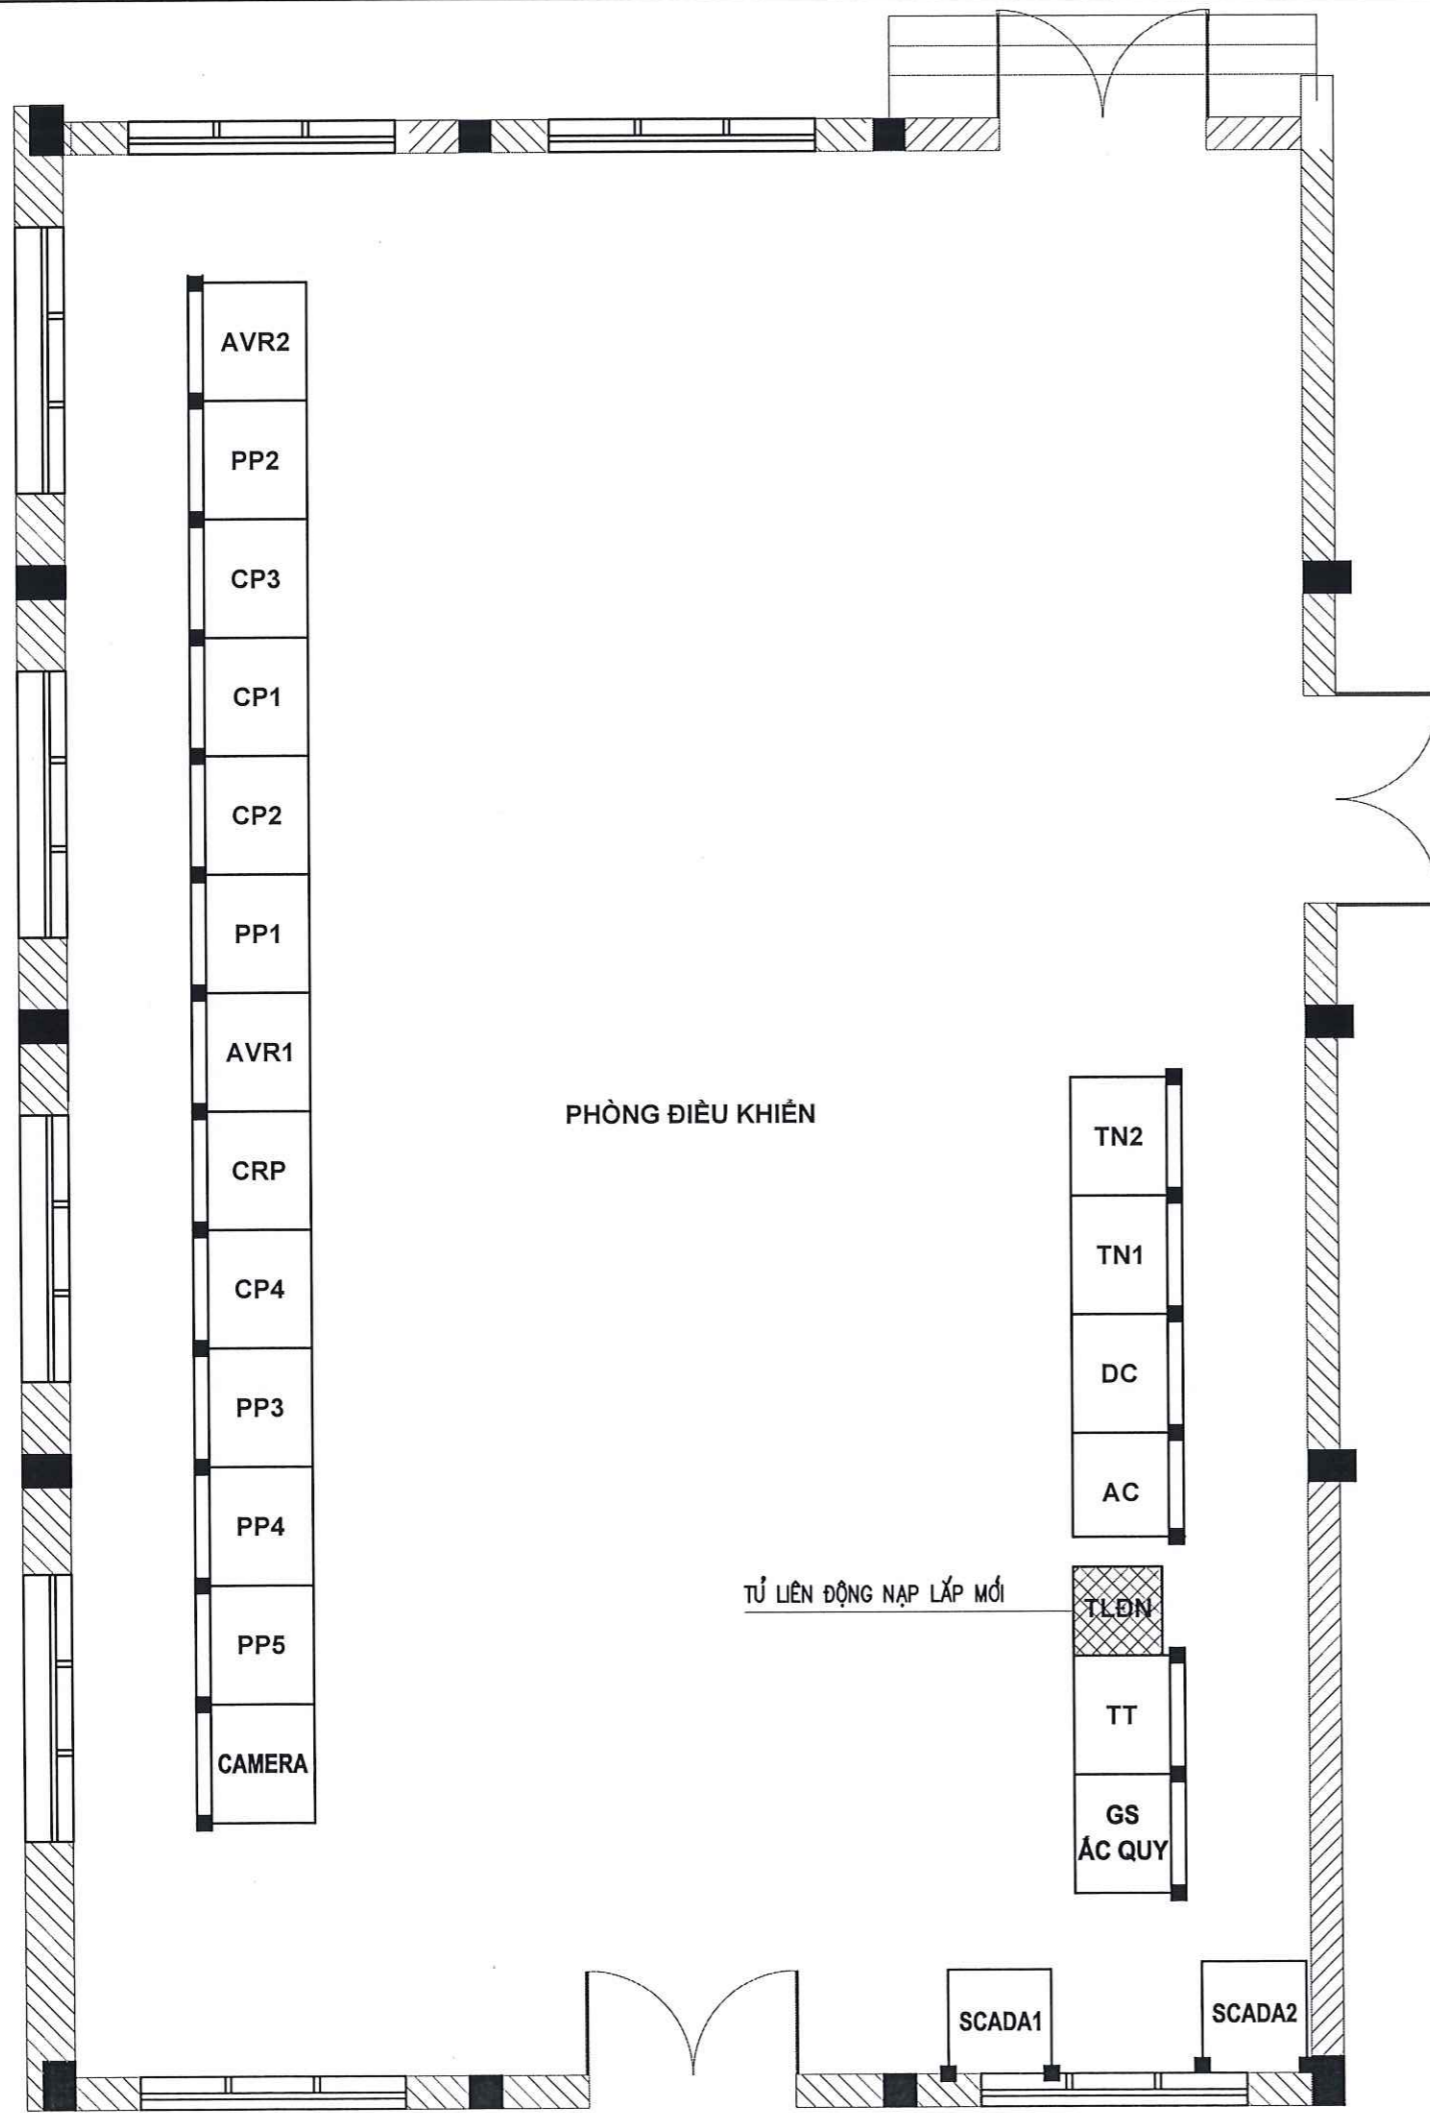 AVR2
PP2
CP3
CP1
CP2
PP1
AVR1
CRP
CP4
PP3
PP4
PP5
CAMERA
PHÒNG ĐIỀU KHIỂN
TN2
TN1
DC
AC
TỦ LIÊN ĐỘNG NẠP LẮP MỚI
TLĐN
TT
GS
ẮC QUY
SCADA1
SCADA2